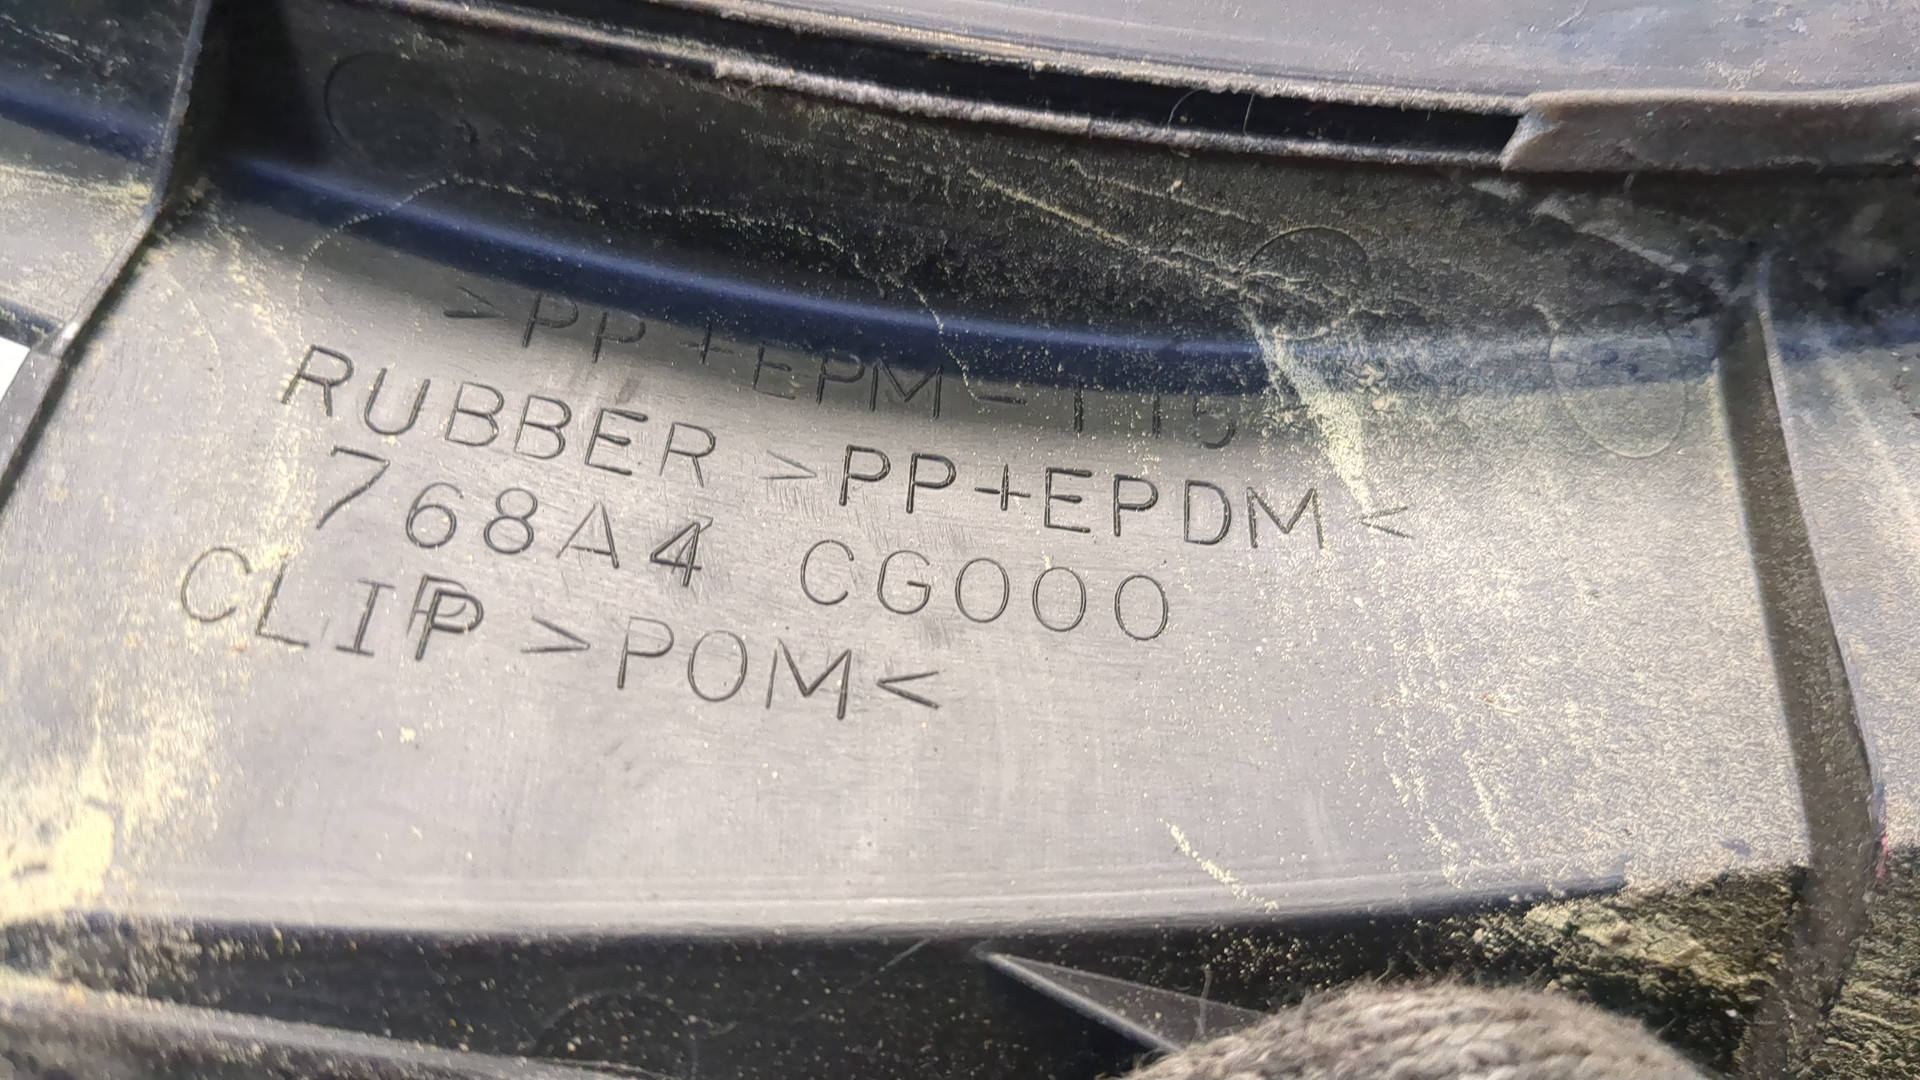 >PP+EPM-T15
RUBBER >PP+EPDM<
768A4 CG000
CLIP >POM<